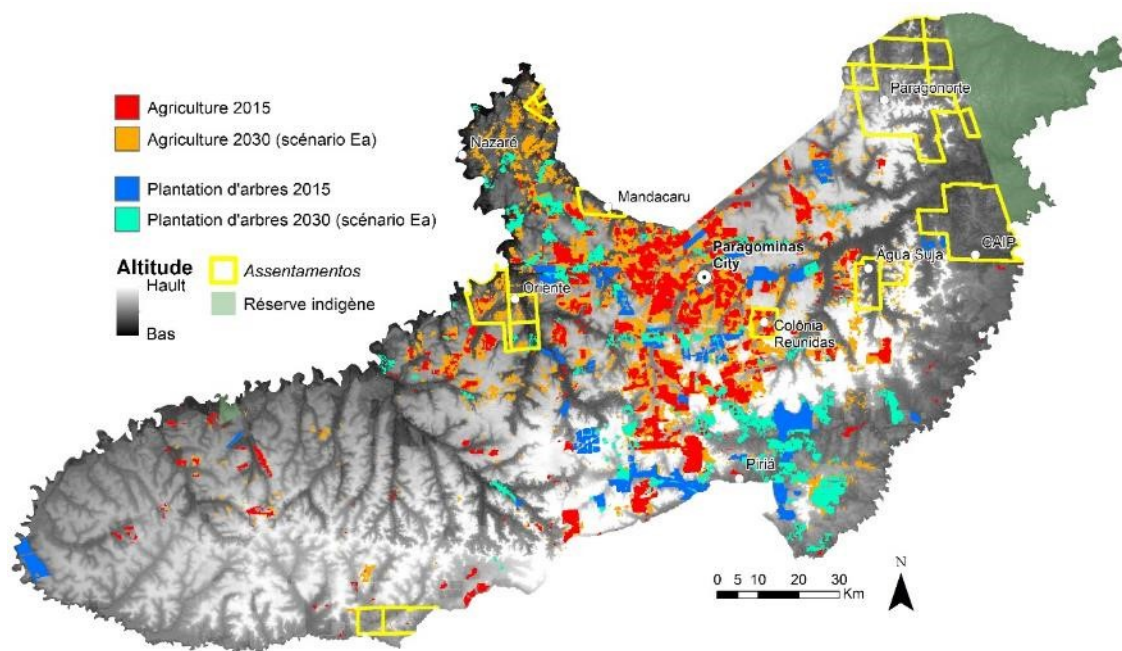 Agriculture 2015
Agriculture 2030 (scénario Ea)
Plantation d'arbres 2015
Plantation d'arbres 2030 (scénario Ea)
Altitude
Hault
Bas
Assentamentos
Réserve indigène
Nazaré
Mandacaru
Paragonorte
Paragominas
City
Água Suja
CAIP
Oriente
Colônia
Reunidas
Piriá
N
0 5 10 20 30
Km